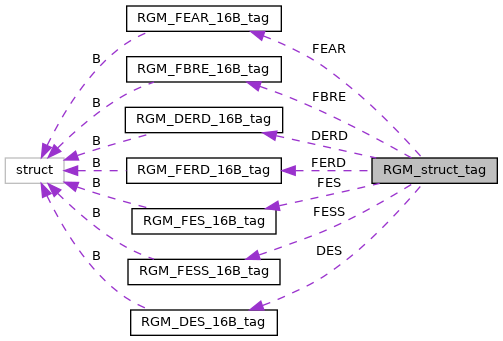 RGM_FEAR_16B_tag
B
FEAR
RGM_FBRE_16B_tag
B
FBRE
RGM_DERD_16B_tag
B
DERD
struct
B
RGM_FERD_16B_tag
FERD
RGM_struct_tag
B
FES
RGM_FES_16B_tag
B
FESS
RGM_FESS_16B_tag
B
DES
RGM_DES_16B_tag